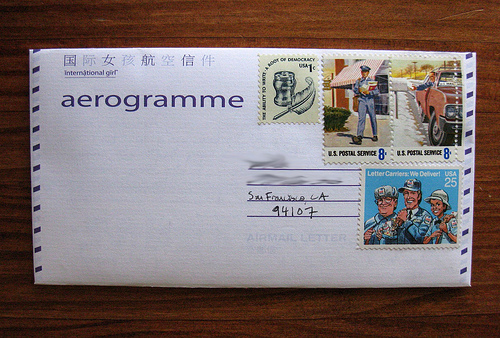 国际女孩航空信件
international girl
aerogramme
THE ABILITY TO WRITE. A ROOT OF DEMOCRACY
USA 1c
U.S. POSTAL SERVICE 8c
U.S. POSTAL SERVICE 8c
Letter Carriers: We Deliver! USA
25
San Francisco, CA
94107
AIRMAIL LETTER